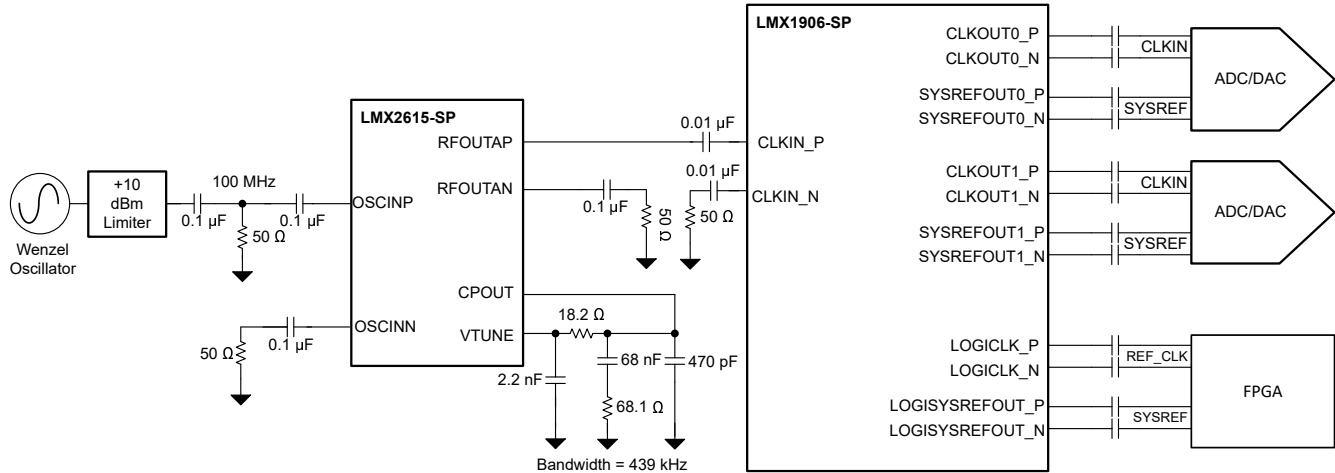 LMX1906-SP
CLKOUT0_P
CLKOUT0_N
CLKIN
SYSREFOUT0_P
SYSREFOUT0_N
SYSREF
ADC/DAC
LMX2615-SP
RFOUTAP
0.01 µF
CLKIN_P
+10
dBm
Limiter
100 MHz
0.1 µF
0.1 µF
OSCINP
50 Ω
RFOUTAN
0.1 µF
50 Ω
0.01 µF
50 Ω
CLKIN_N
CLKOUT1_P
CLKOUT1_N
CLKIN
SYSREFOUT1_P
SYSREFOUT1_N
SYSREF
ADC/DAC
Wenzel
Oscillator
CPOUT
OSCINN
0.1 µF
50 Ω
VTUNE
18.2 Ω
68 nF
470 pF
2.2 nF
68.1 Ω
Bandwidth = 439 kHz
LOGICLK_P
LOGICLK_N
REF_CLK
LOGISYSREFOUT_P
LOGISYSREFOUT_N
SYSREF
FPGA